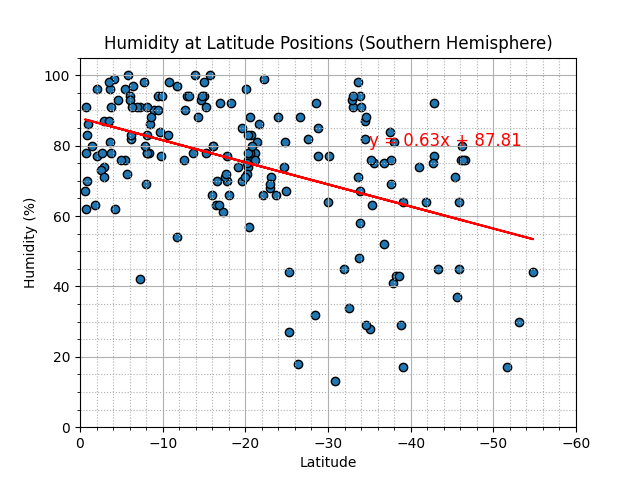 Humidity at Latitude Positions (Southern Hemisphere)
100
80
60
40
20
0
Humidity (%)
y = 0.63x + 87.81
0 −10 −20 −30 −40 −50 −60
Latitude